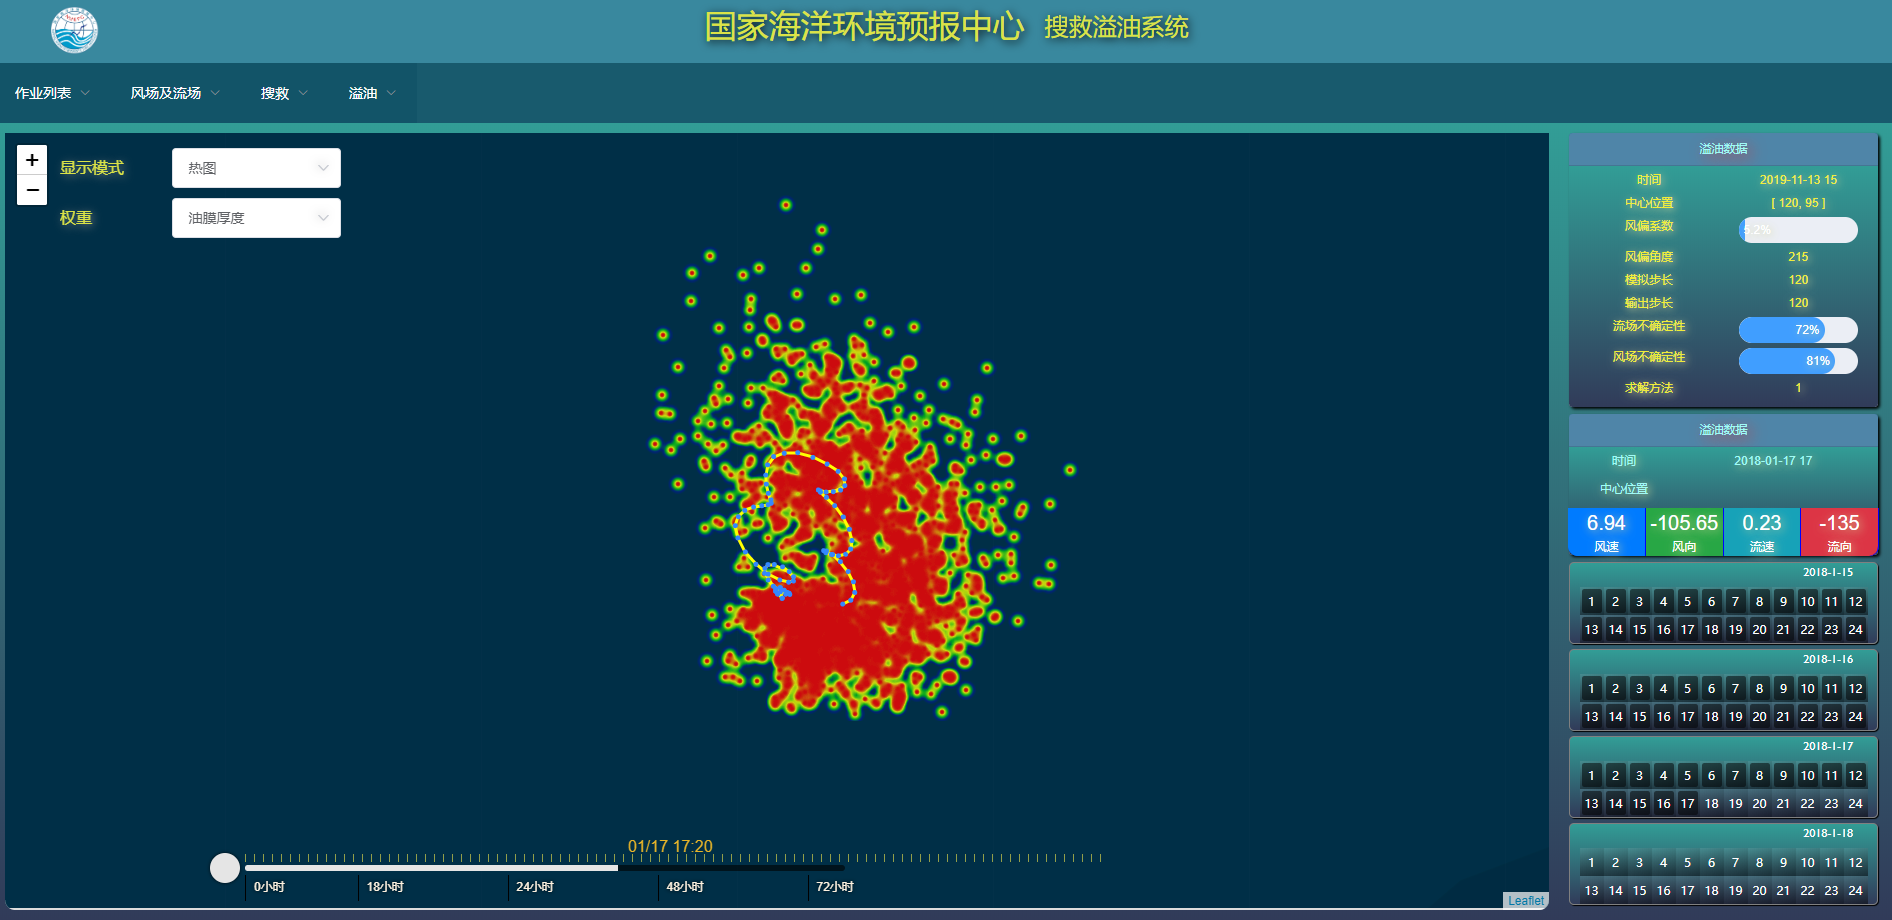 国家海洋环境预报中心 搜救溢油系统
作业列表 风场及流场 搜救 溢油
+
−
显示模式 热图
权重 油膜厚度
01/17 17:20
0小时 18小时 24小时 48小时 72小时
Leaflet
溢油数据
时间 2019-11-13 15
中心位置 [ 120, 95 ]
风偏系数 5.2%
风偏角度 215
模拟步长 120
输出步长 120
流场不确定性 72%
风场不确定性 81%
求解方法 1
溢油数据
时间 2018-01-17 17
中心位置
6.94 -105.65 0.23 -135
风速 风向 流速 流向
2018-1-15
1 2 3 4 5 6 7 8 9 10 11 12
13 14 15 16 17 18 19 20 21 22 23 24
2018-1-16
1 2 3 4 5 6 7 8 9 10 11 12
13 14 15 16 17 18 19 20 21 22 23 24
2018-1-17
1 2 3 4 5 6 7 8 9 10 11 12
13 14 15 16 17 18 19 20 21 22 23 24
2018-1-18
1 2 3 4 5 6 7 8 9 10 11 12
13 14 15 16 17 18 19 20 21 22 23 24